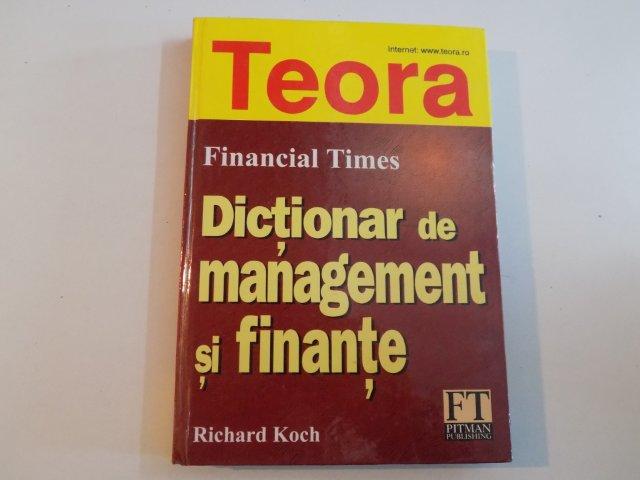 Internet: www.teora.ro
Teora
Financial Times
Dicționar de
management
și finanțe
Richard Koch
FT
PITMAN
PUBLISHING